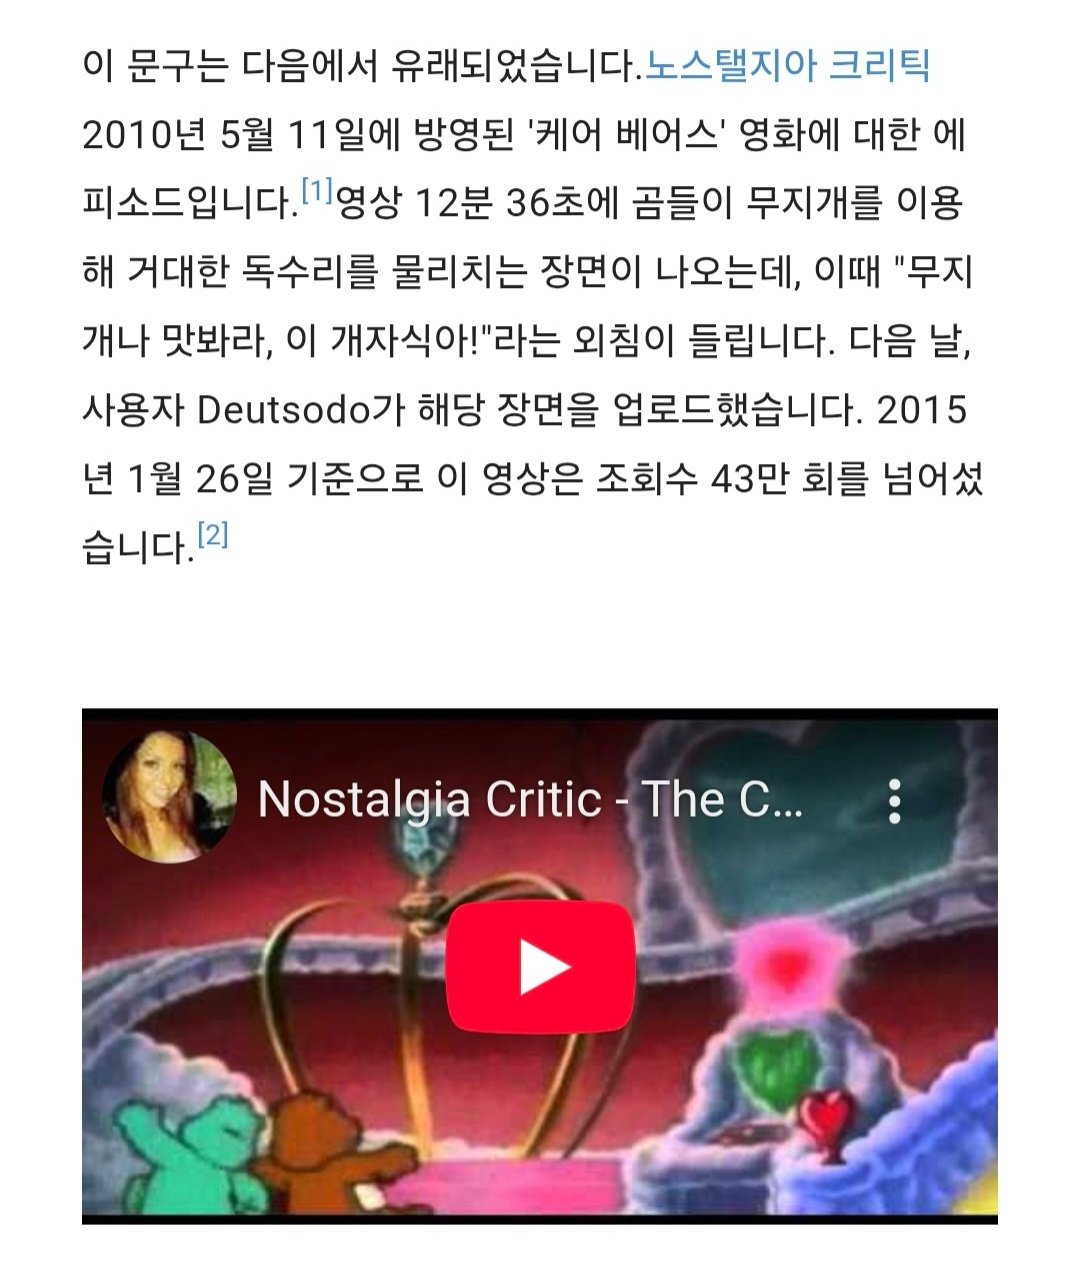 이 문구는 다음에서 유래되었습니다.노스탤지아 크리틱
2010년 5월 11일에 방영된 '케어 베어스' 영화에 대한 에
피소드입니다.[1]영상 12분 36초에 곰들이 무지개를 이용
해 거대한 독수리를 물리치는 장면이 나오는데, 이때 "무지
개나 맛봐라, 이 개자식아!"라는 외침이 들립니다. 다음 날,
사용자 Deutsodo가 해당 장면을 업로드했습니다. 2015
년 1월 26일 기준으로 이 영상은 조회수 43만 회를 넘어섰
습니다.[2]
Nostalgia Critic - The C...